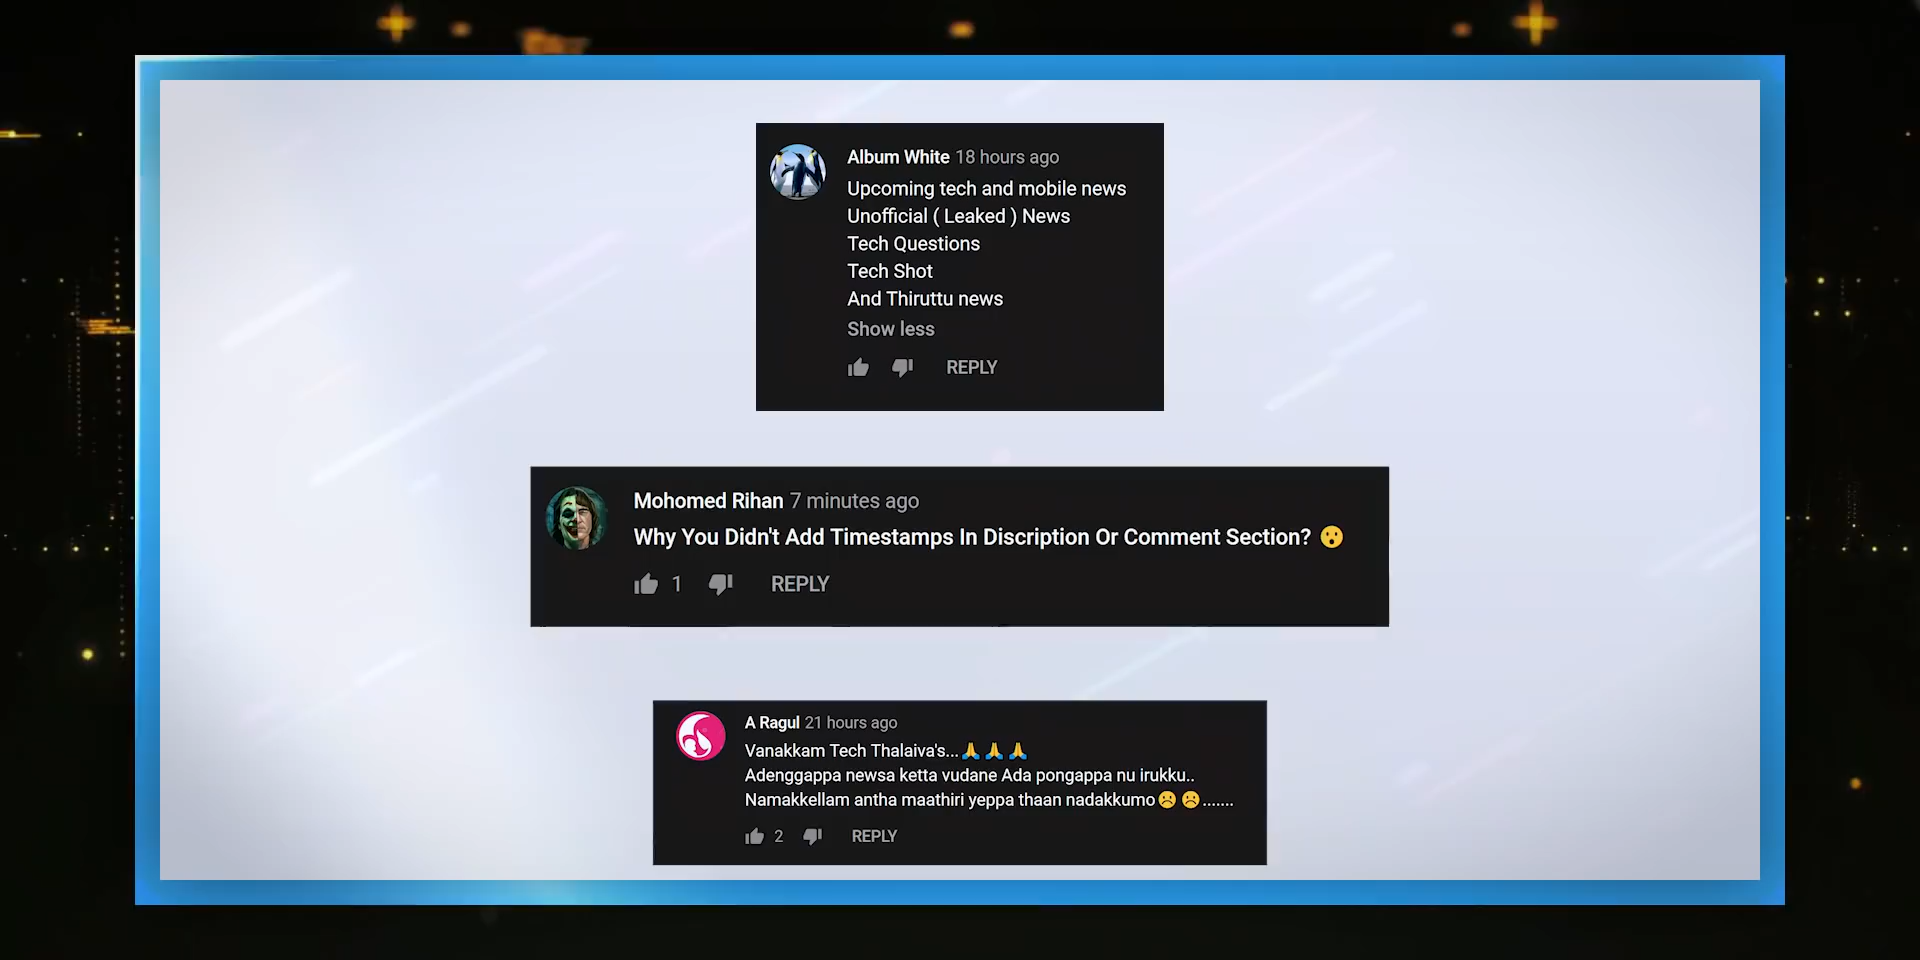 Album White 18 hours ago
Upcoming tech and mobile news
Unofficial ( Leaked ) News
Tech Questions
Tech Shot
And Thiruttu news
Show less
REPLY
Mohomed Rihan 7 minutes ago
Why You Didn't Add Timestamps In Discription Or Comment Section? 😮
1 REPLY
A Ragul 21 hours ago
Vanakkam Tech Thalaiva's...🙏🙏🙏
Adenggappa newsa ketta vudane Ada pongappa nu irukku..
Namakkellam antha maathiri yeppa thaan nadakkumo☹️☹️.......
2 REPLY